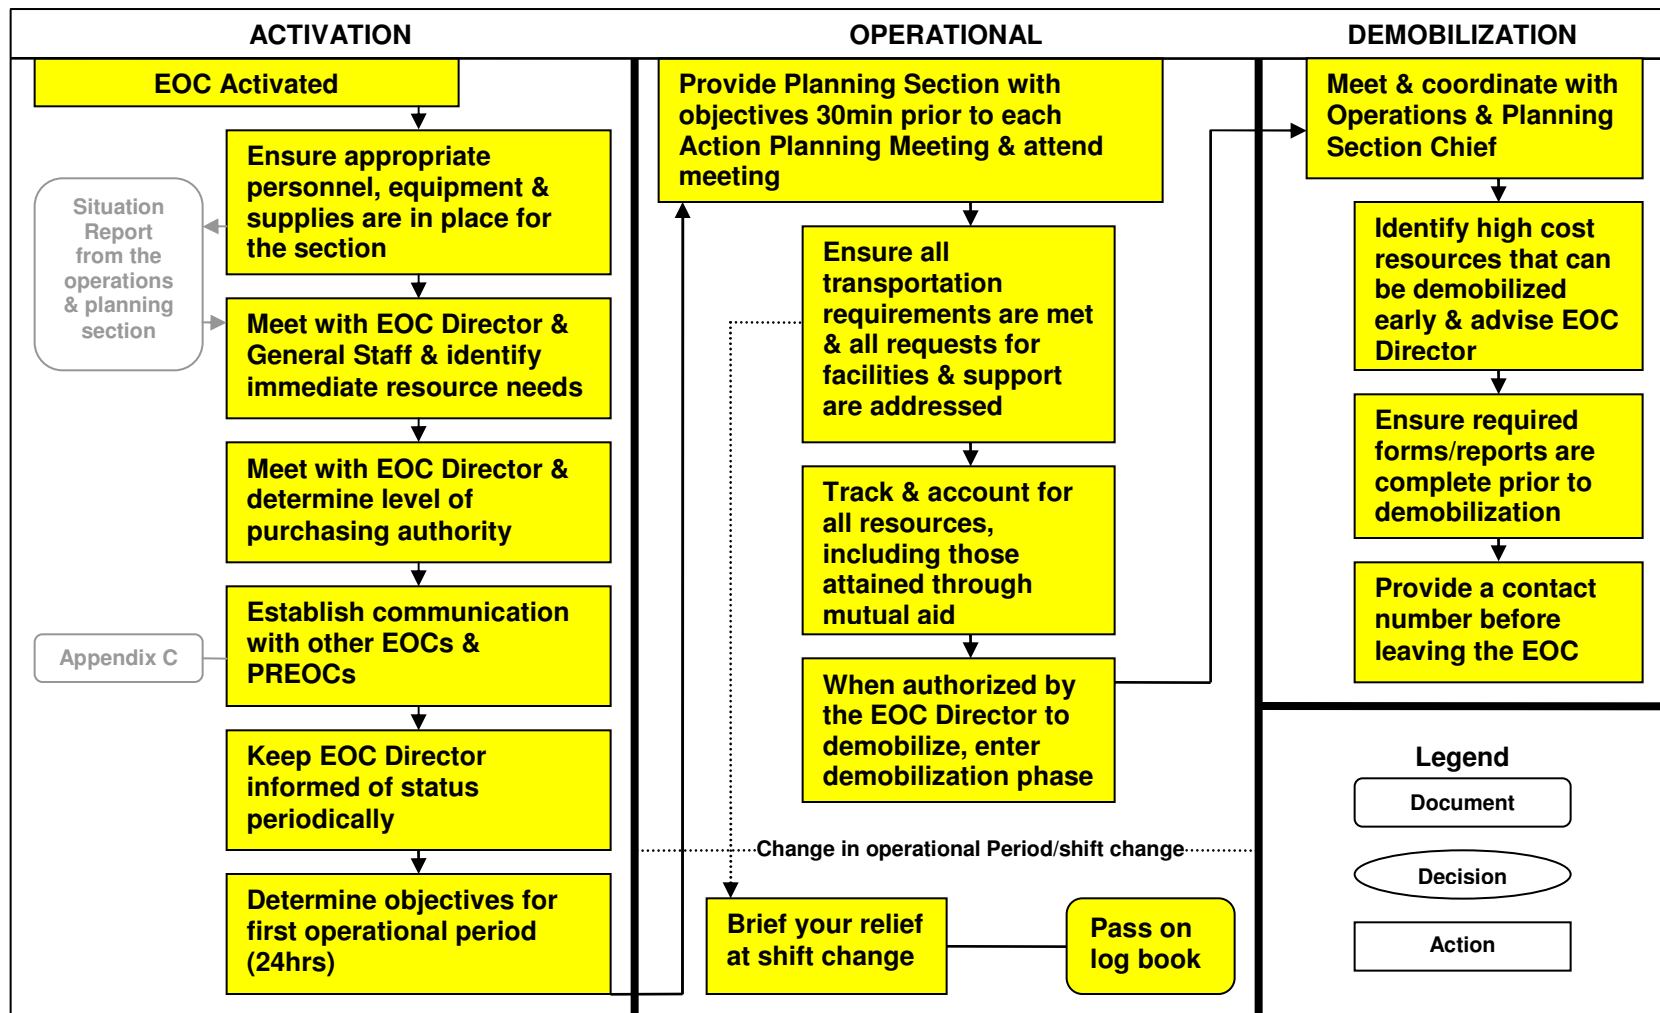 ACTIVATION
OPERATIONAL
DEMOBILIZATION
EOC Activated
Ensure appropriate
personnel, equipment &
supplies are in place for
the section
Situation
Report
from the
operations
& planning
section
Meet with EOC Director &
General Staff & identify
immediate resource needs
Meet with EOC Director &
determine level of
purchasing authority
Establish communication
with other EOCs &
PREOCs
Appendix C
Keep EOC Director
informed of status
periodically
Determine objectives for
first operational period
(24hrs)
Provide Planning Section with
objectives 30min prior to each
Action Planning Meeting & attend
meeting
Ensure all
transportation
requirements are met
& all requests for
facilities & support
are addressed
Track & account for
all resources,
including those
attained through
mutual aid
When authorized by
the EOC Director to
demobilize, enter
demobilization phase
Change in operational Period/shift change
Brief your relief
at shift change
Pass on
log book
Meet & coordinate with
Operations & Planning
Section Chief
Identify high cost
resources that can
be demobilized
early & advise EOC
Director
Ensure required
forms/reports are
complete prior to
demobilization
Provide a contact
number before
leaving the EOC
Legend
Document
Decision
Action